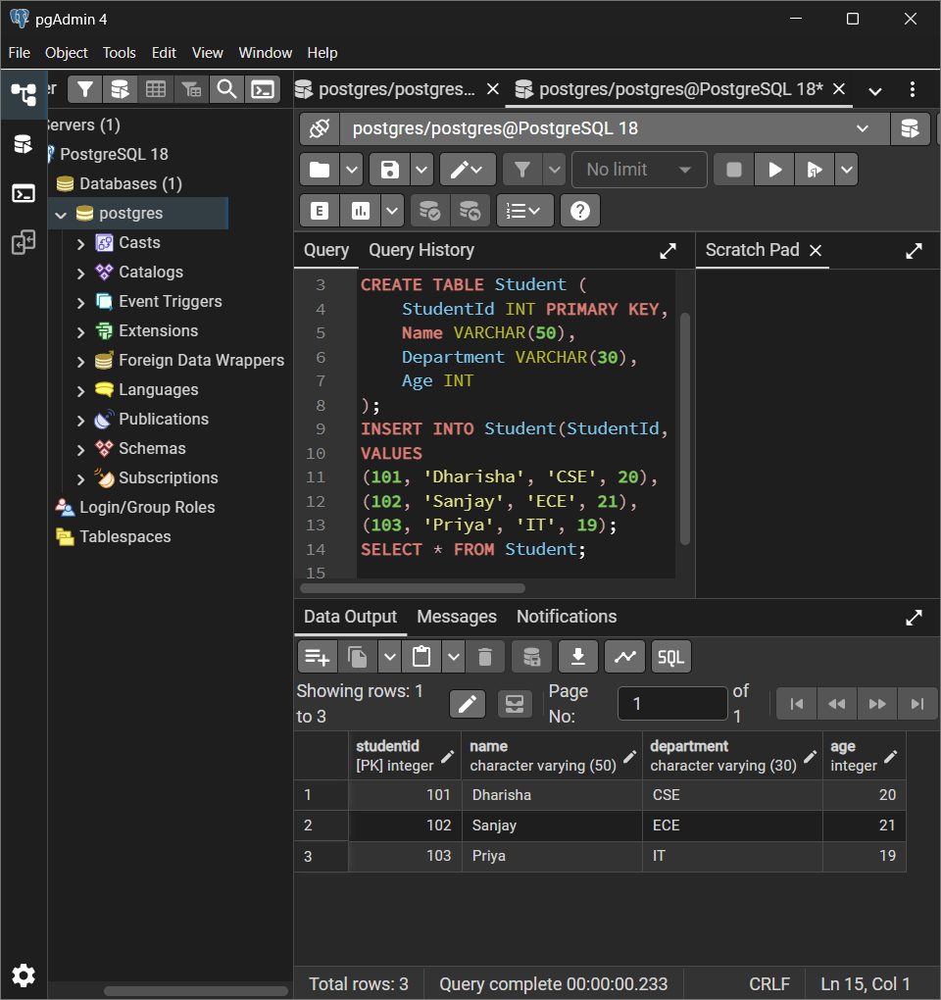 pgAdmin 4
File Object Tools Edit View Window Help
er
postgres/postgres...
postgres/postgres@PostgreSQL 18*
Servers (1)
PostgreSQL 18
Databases (1)
postgres
Casts
Catalogs
Event Triggers
Extensions
Foreign Data Wrappers
Languages
Publications
Schemas
Subscriptions
Login/Group Roles
Tablespaces
postgres/postgres@PostgreSQL 18
No limit
E
Query Query History
Scratch Pad
3 CREATE TABLE Student (
4 StudentId INT PRIMARY KEY,
5 Name VARCHAR(50),
6 Department VARCHAR(30),
7 Age INT
8 );
9 INSERT INTO Student(StudentId,
10 VALUES
11 (101, 'Dharisha', 'CSE', 20),
12 (102, 'Sanjay', 'ECE', 21),
13 (103, 'Priya', 'IT', 19);
14 SELECT * FROM Student;
15
Data Output Messages Notifications
SQL
Showing rows: 1
to 3
Page
No:
1
of
1
studentid name department age
[PK] integer character varying (50) character varying (30) integer
1 101 Dharisha CSE 20
2 102 Sanjay ECE 21
3 103 Priya IT 19
Total rows: 3 Query complete 00:00:00.233 CRLF Ln 15, Col 1